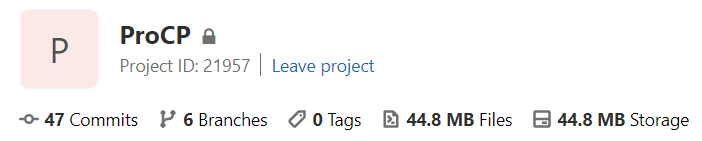 P
ProCP
Project ID: 21957 | Leave project
47 Commits 6 Branches 0 Tags 44.8 MB Files 44.8 MB Storage